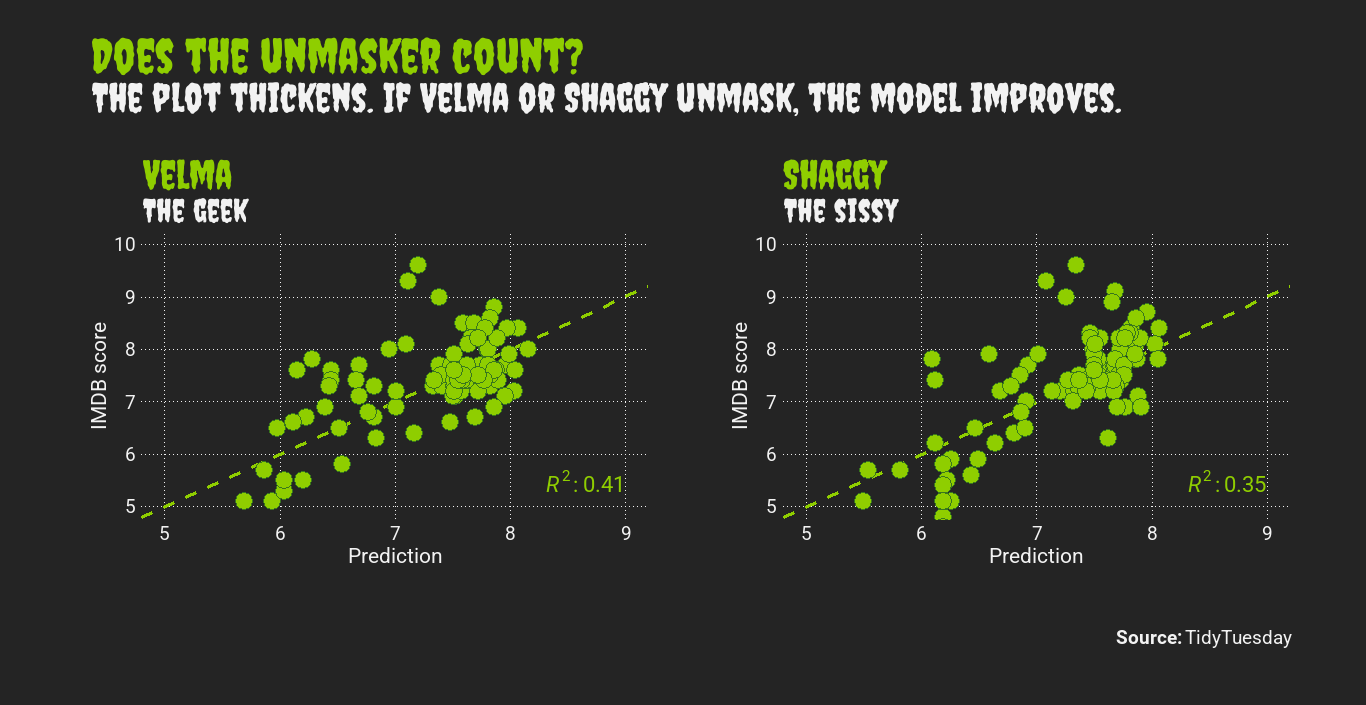 DOES THE UNMASKER COUNT?
THE PLOT THICKENS. IF VELMA OR SHAGGY UNMASK, THE MODEL IMPROVES.
VELMA
THE GEEK
10
9
8
7
6
5
IMDB score
R²: 0.41
5 6 7 8 9
Prediction
SHAGGY
THE SISSY
10
9
8
7
6
5
IMDB score
R²: 0.35
5 6 7 8 9
Prediction
Source: TidyTuesday